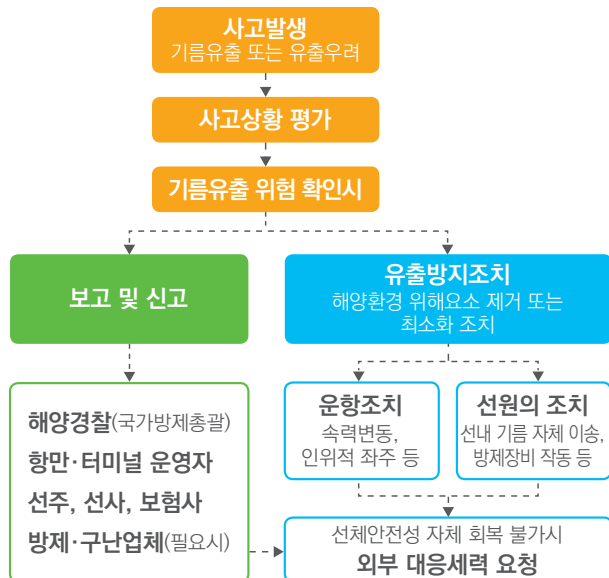 사고발생
기름유출 또는 유출우려
사고상황 평가
기름유출 위험 확인시
보고 및 신고
유출방지조치
해양환경 위해요소 제거 또는
최소화 조치
해양경찰(국가방제총괄)
항만·터미널 운영자
선주, 선사, 보험사
방제·구난업체(필요시)
운항조치
속력변동,
인위적 좌주 등
선원의 조치
선내 기름 자체 이송,
방제장비 작동 등
선체안전성 자체 회복 불가시
외부 대응세력 요청